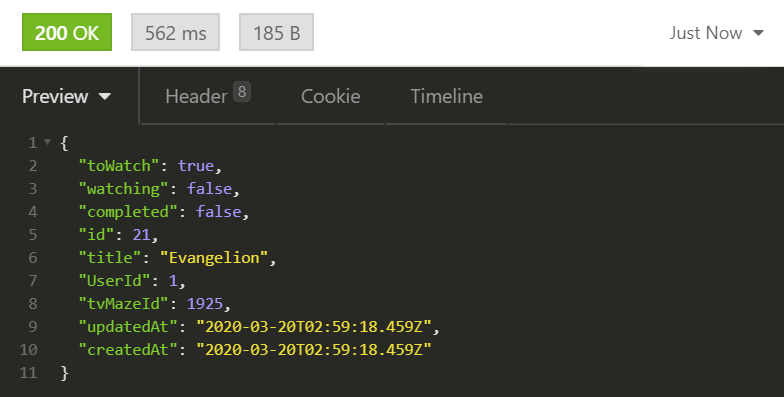 200 OK 562 ms 185 B Just Now
Preview Header 8 Cookie Timeline
1 {
2 "toWatch": true,
3 "watching": false,
4 "completed": false,
5 "id": 21,
6 "title": "Evangelion",
7 "UserId": 1,
8 "tvMazeId": 1925,
9 "updatedAt": "2020-03-20T02:59:18.459Z",
10 "createdAt": "2020-03-20T02:59:18.459Z"
11 }